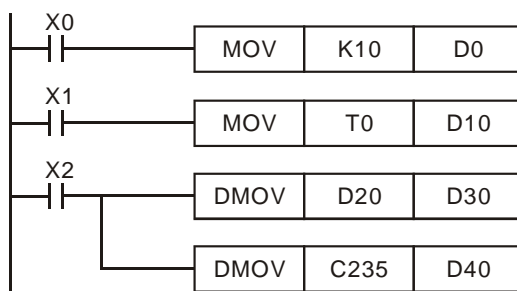 X0
MOV K10 D0
X1
MOV T0 D10
X2
DMOV D20 D30
DMOV C235 D40